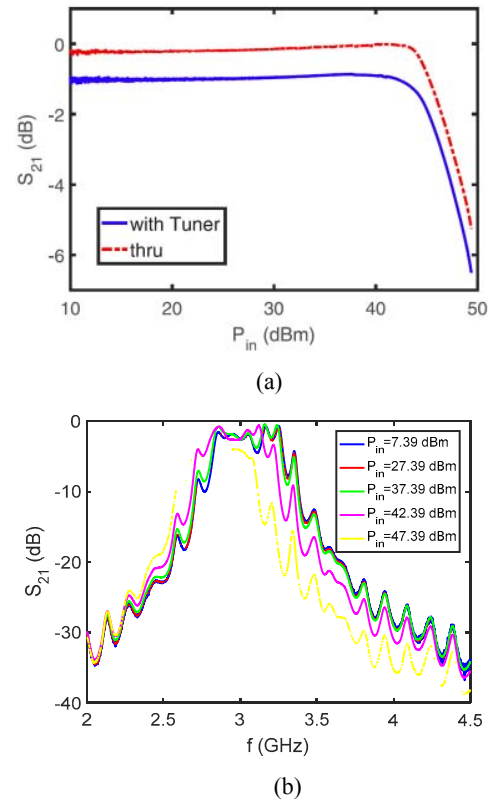 0
-2
-4
-6
S21 (dB)
with Tuner
thru
10
20
30
40
50
Pin (dBm)
(a)
0
-10
-20
-30
-40
S21 (dB)
Pin=7.39 dBm
Pin=27.39 dBm
Pin=37.39 dBm
Pin=42.39 dBm
Pin=47.39 dBm
2
2.5
3
3.5
4
4.5
f (GHz)
(b)